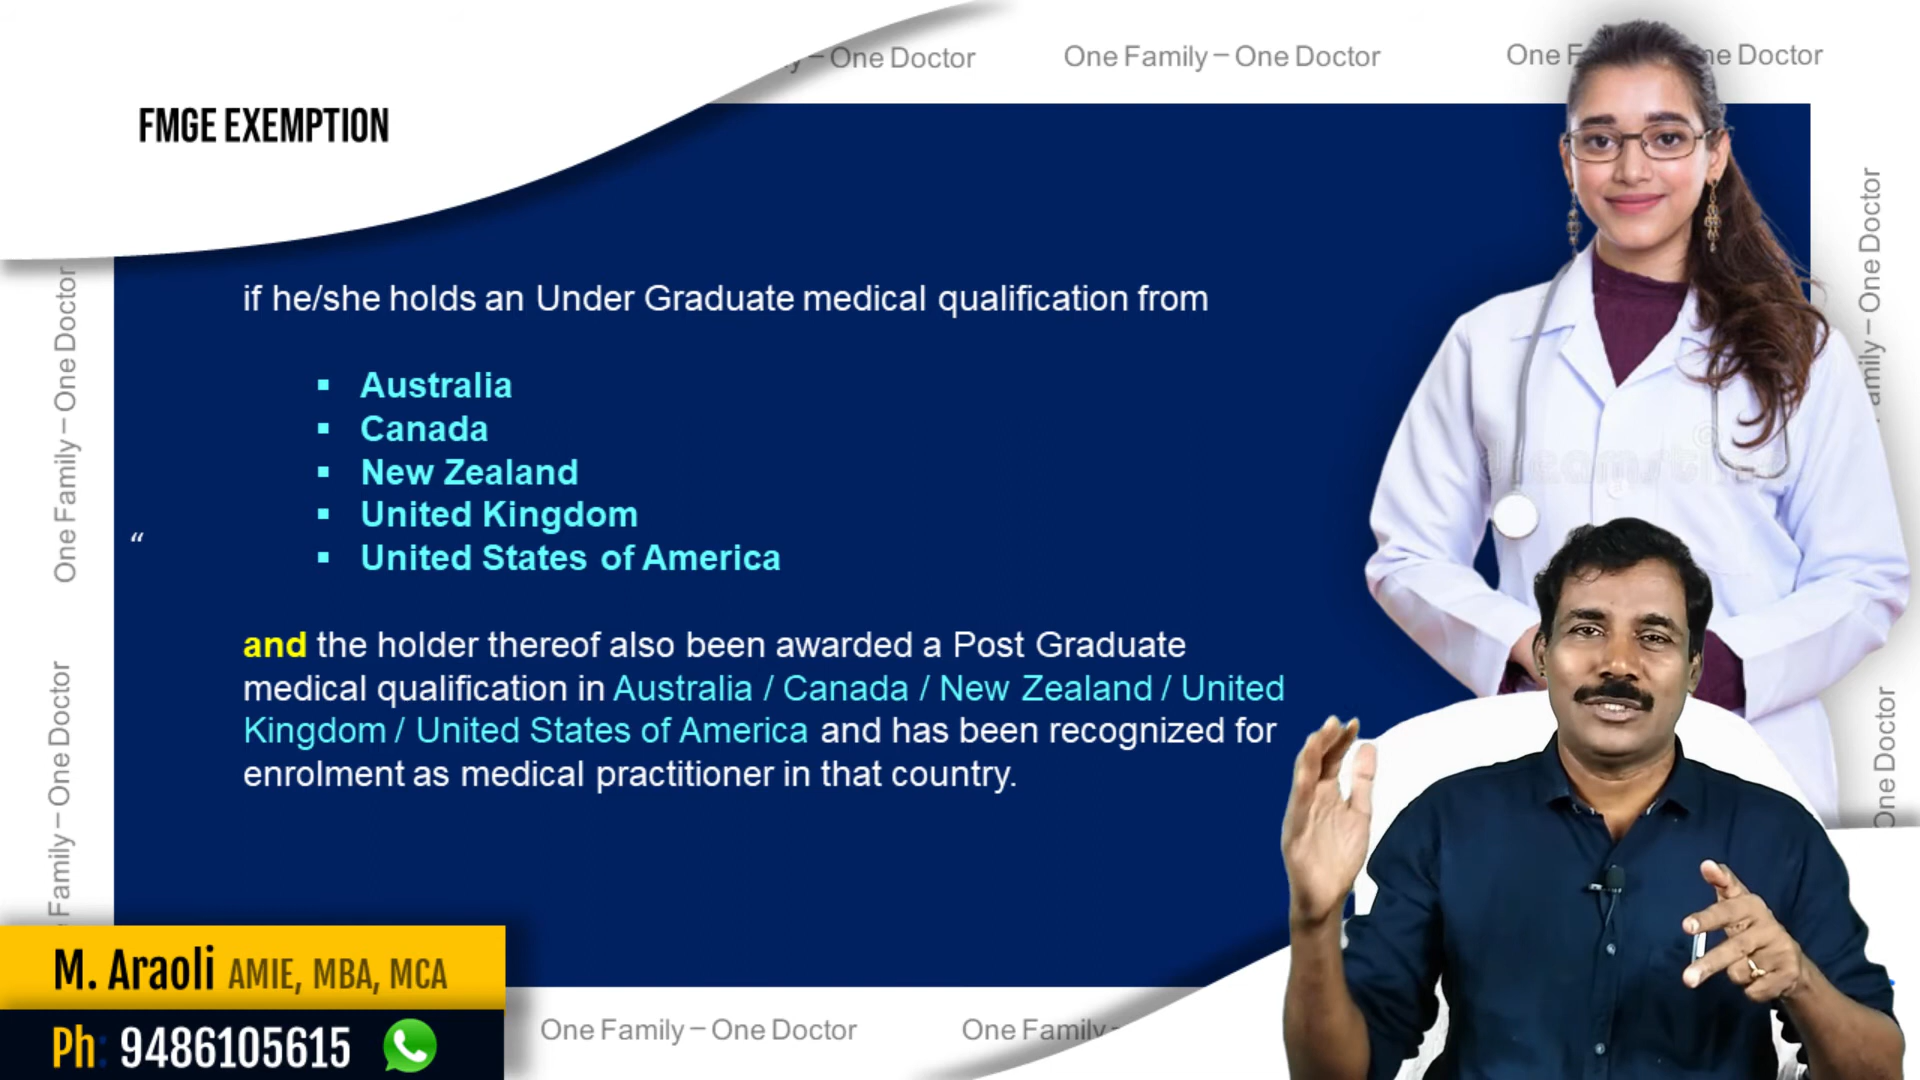 y – One Doctor
One Family – One Doctor
One F
ne Doctor
FMGE EXEMPTION
if he/she holds an Under Graduate medical qualification from
▪ Australia
▪ Canada
▪ New Zealand
▪ United Kingdom
▪ United States of America
“
and the holder thereof also been awarded a Post Graduate
medical qualification in Australia / Canada / New Zealand / United
Kingdom / United States of America and has been recognized for
enrolment as medical practitioner in that country.
One Family – One Doctor
Family – One Doctor
amily – One Doctor
One Doctor
M. Araoli AMIE, MBA, MCA
Ph: 9486105615
One Family – One Doctor
One Family -